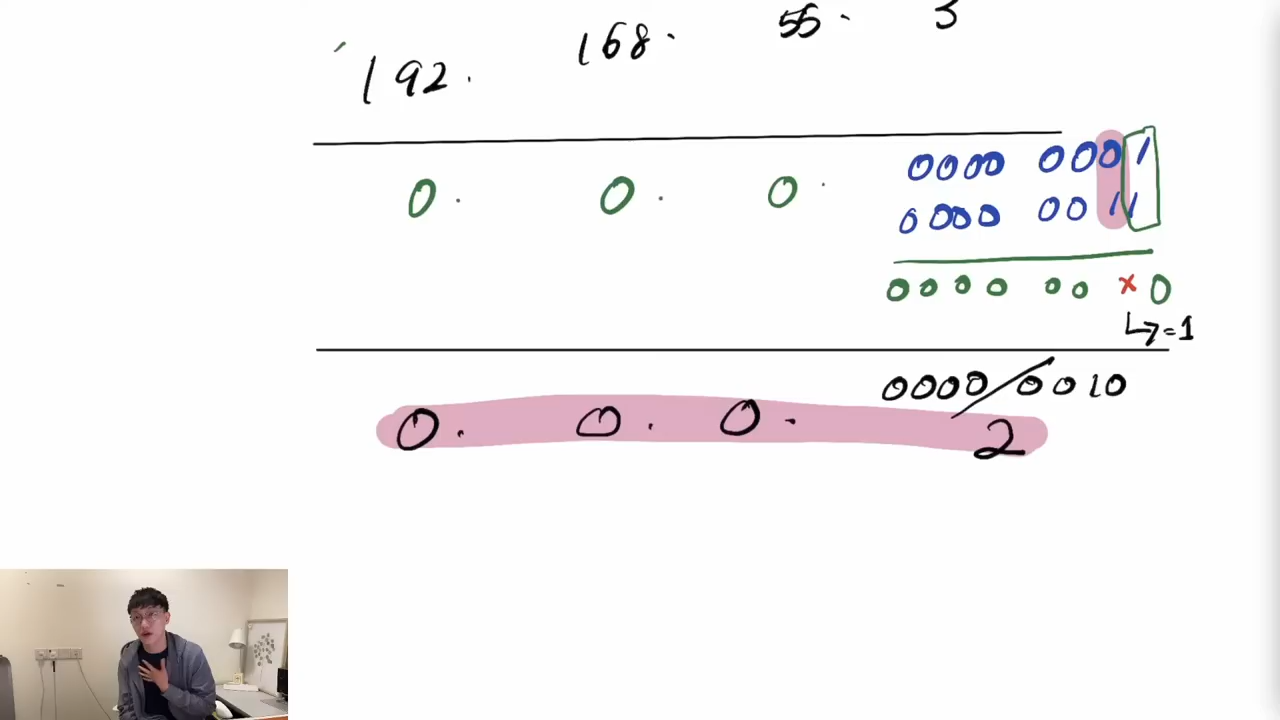 192. 168. 55. 3
0. 0. 0. 0000 0001
0000 0011
0000 00×0
↳=1
0000/0010
0. 0. 0. 2